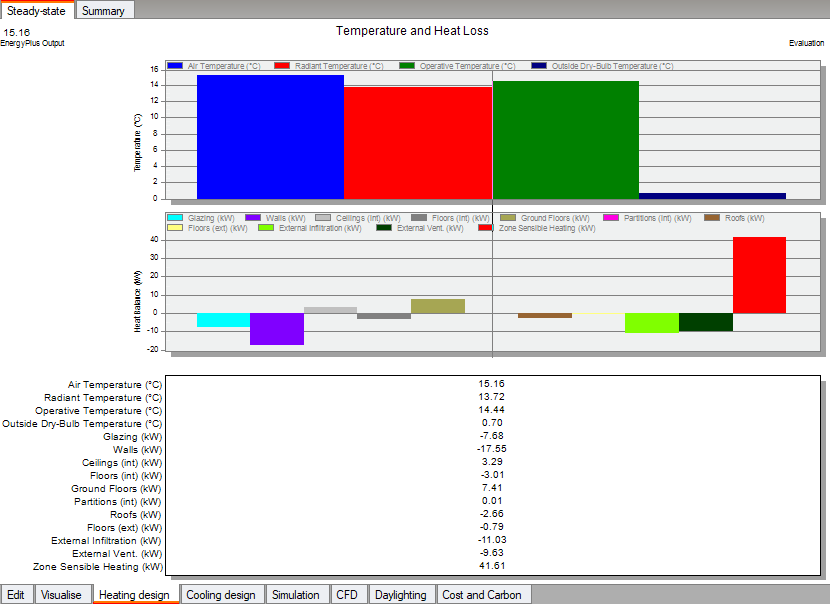 Steady-state Summary
15.16 Temperature and Heat Loss
EnergyPlus Output Evaluation
Air Temperature (°C) Radiant Temperature (°C) Operative Temperature (°C) Outside Dry-Bulb Temperature (°C)
16
14
12
10
8
6
4
2
0
Temperature (°C)
Glazing (kW) Walls (kW) Ceilings (int) (kW) Floors (int) (kW) Ground Floors (kW) Partitions (int) (kW) Roofs (kW)
Floors (ext) (kW) External Infiltration (kW) External Vent. (kW) Zone Sensible Heating (kW)
40
30
20
10
0
-10
-20
Heat Balance (kW)
Air Temperature (°C) 15.16
Radiant Temperature (°C) 13.72
Operative Temperature (°C) 14.44
Outside Dry-Bulb Temperature (°C) 0.70
Glazing (kW) -7.68
Walls (kW) -17.55
Ceilings (int) (kW) 3.29
Floors (int) (kW) -3.01
Ground Floors (kW) 7.41
Partitions (int) (kW) 0.01
Roofs (kW) -2.66
Floors (ext) (kW) -0.79
External Infiltration (kW) -11.03
External Vent. (kW) -9.63
Zone Sensible Heating (kW) 41.61
Edit Visualise Heating design Cooling design Simulation CFD Daylighting Cost and Carbon